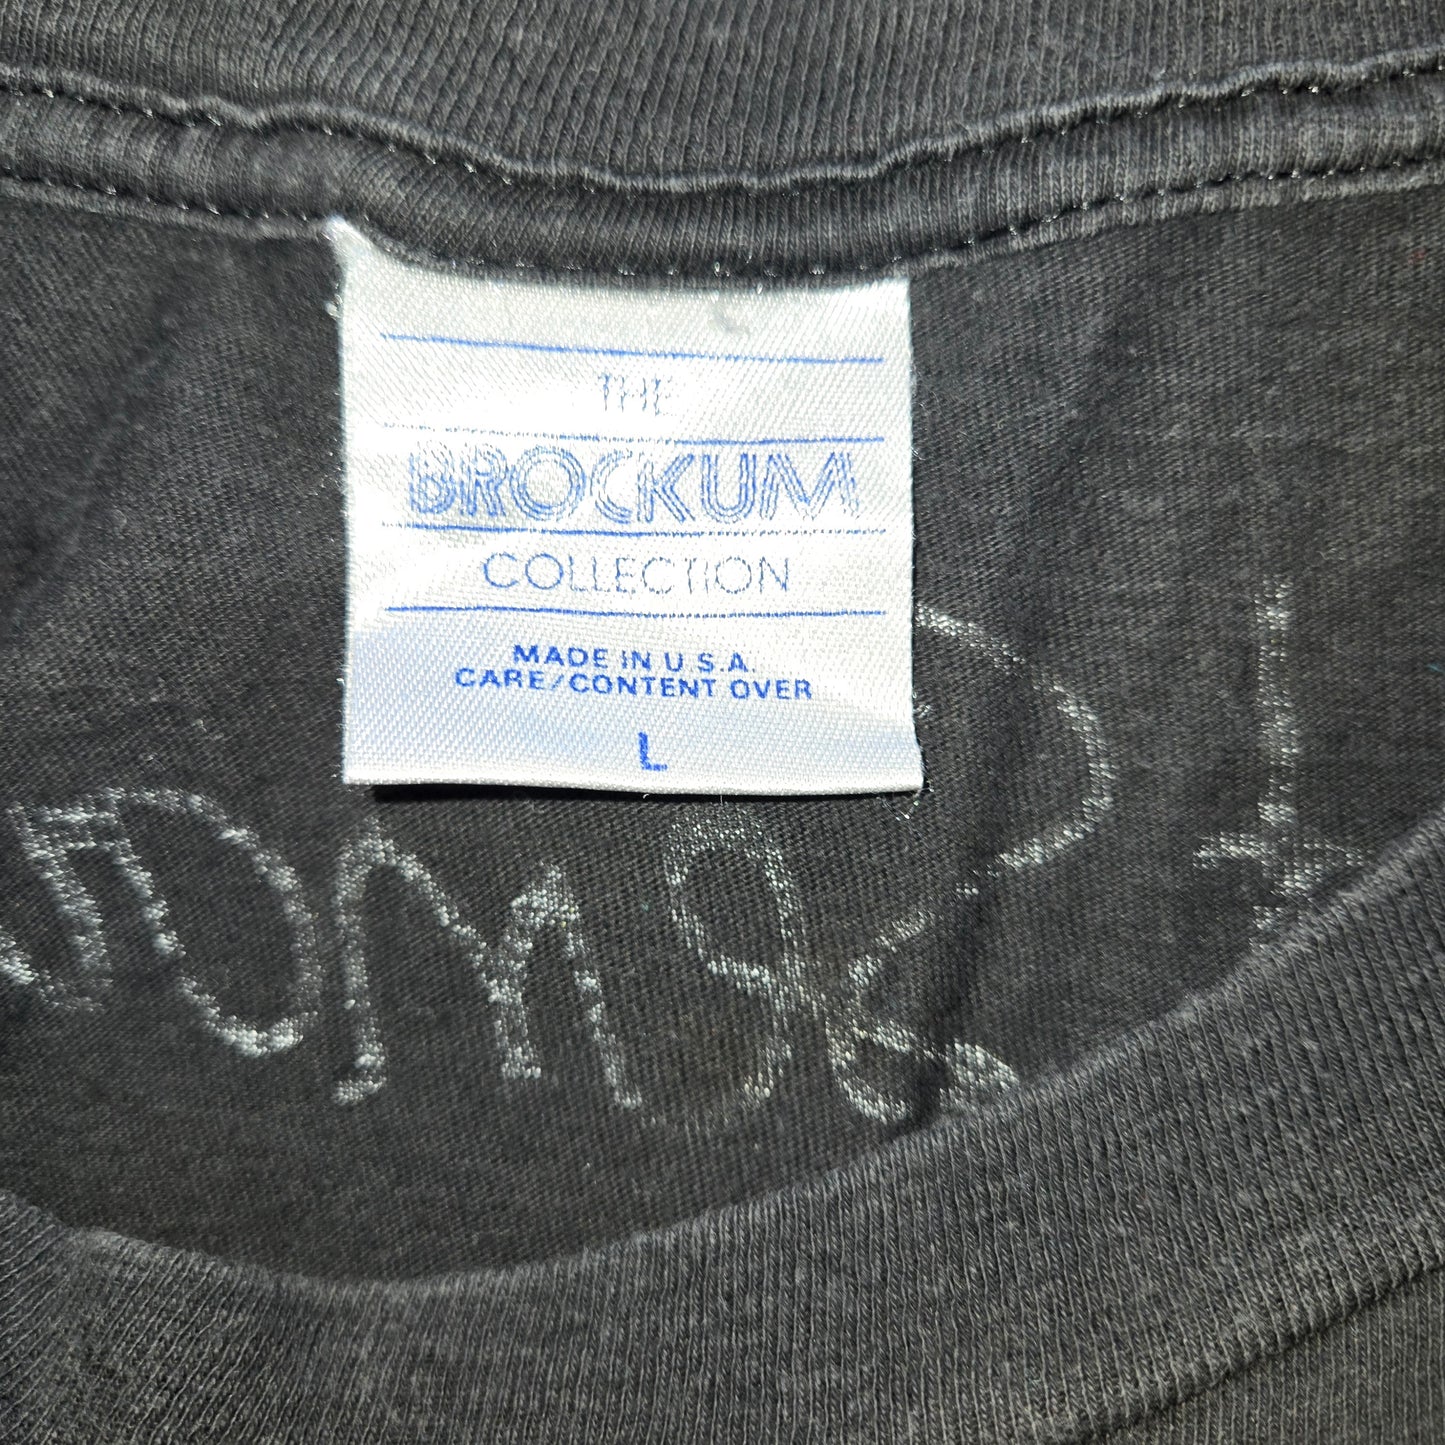 THE
BROCKUM
COLLECTION
MADE IN U.S.A.
CARE/CONTENT OVER
L